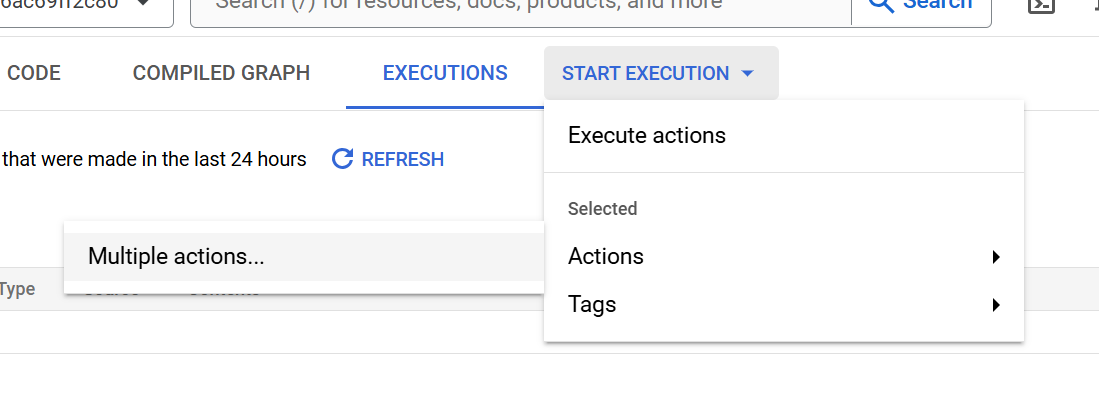 Search (/) for resources, docs, products, and more
Search
CODE
COMPILED GRAPH
EXECUTIONS
START EXECUTION
Execute actions
that were made in the last 24 hours
REFRESH
Selected
Multiple actions...
Actions
Type
Tags